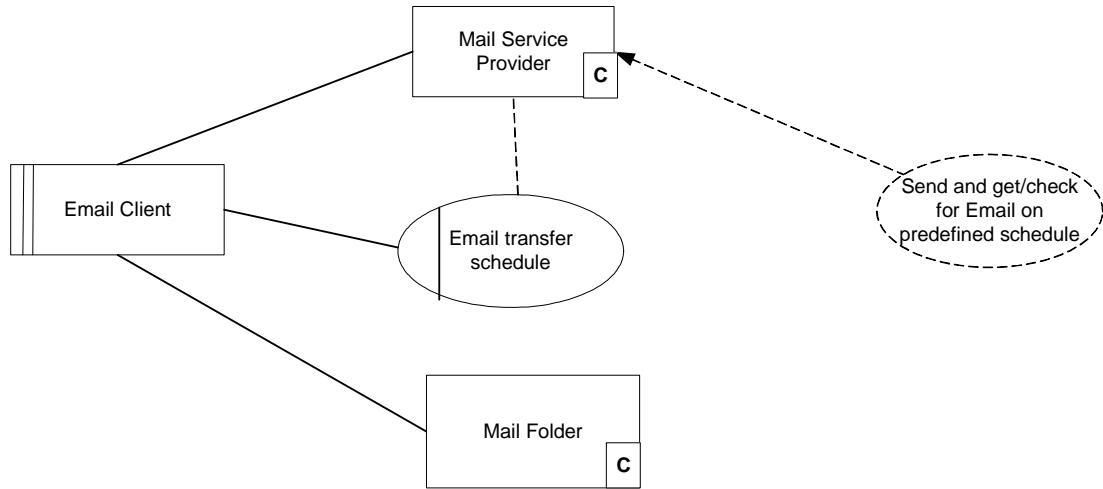 Mail Service
Provider
C
Send and get/check
for Email on
predefined schedule
Email Client
Email transfer
schedule
Mail Folder
C